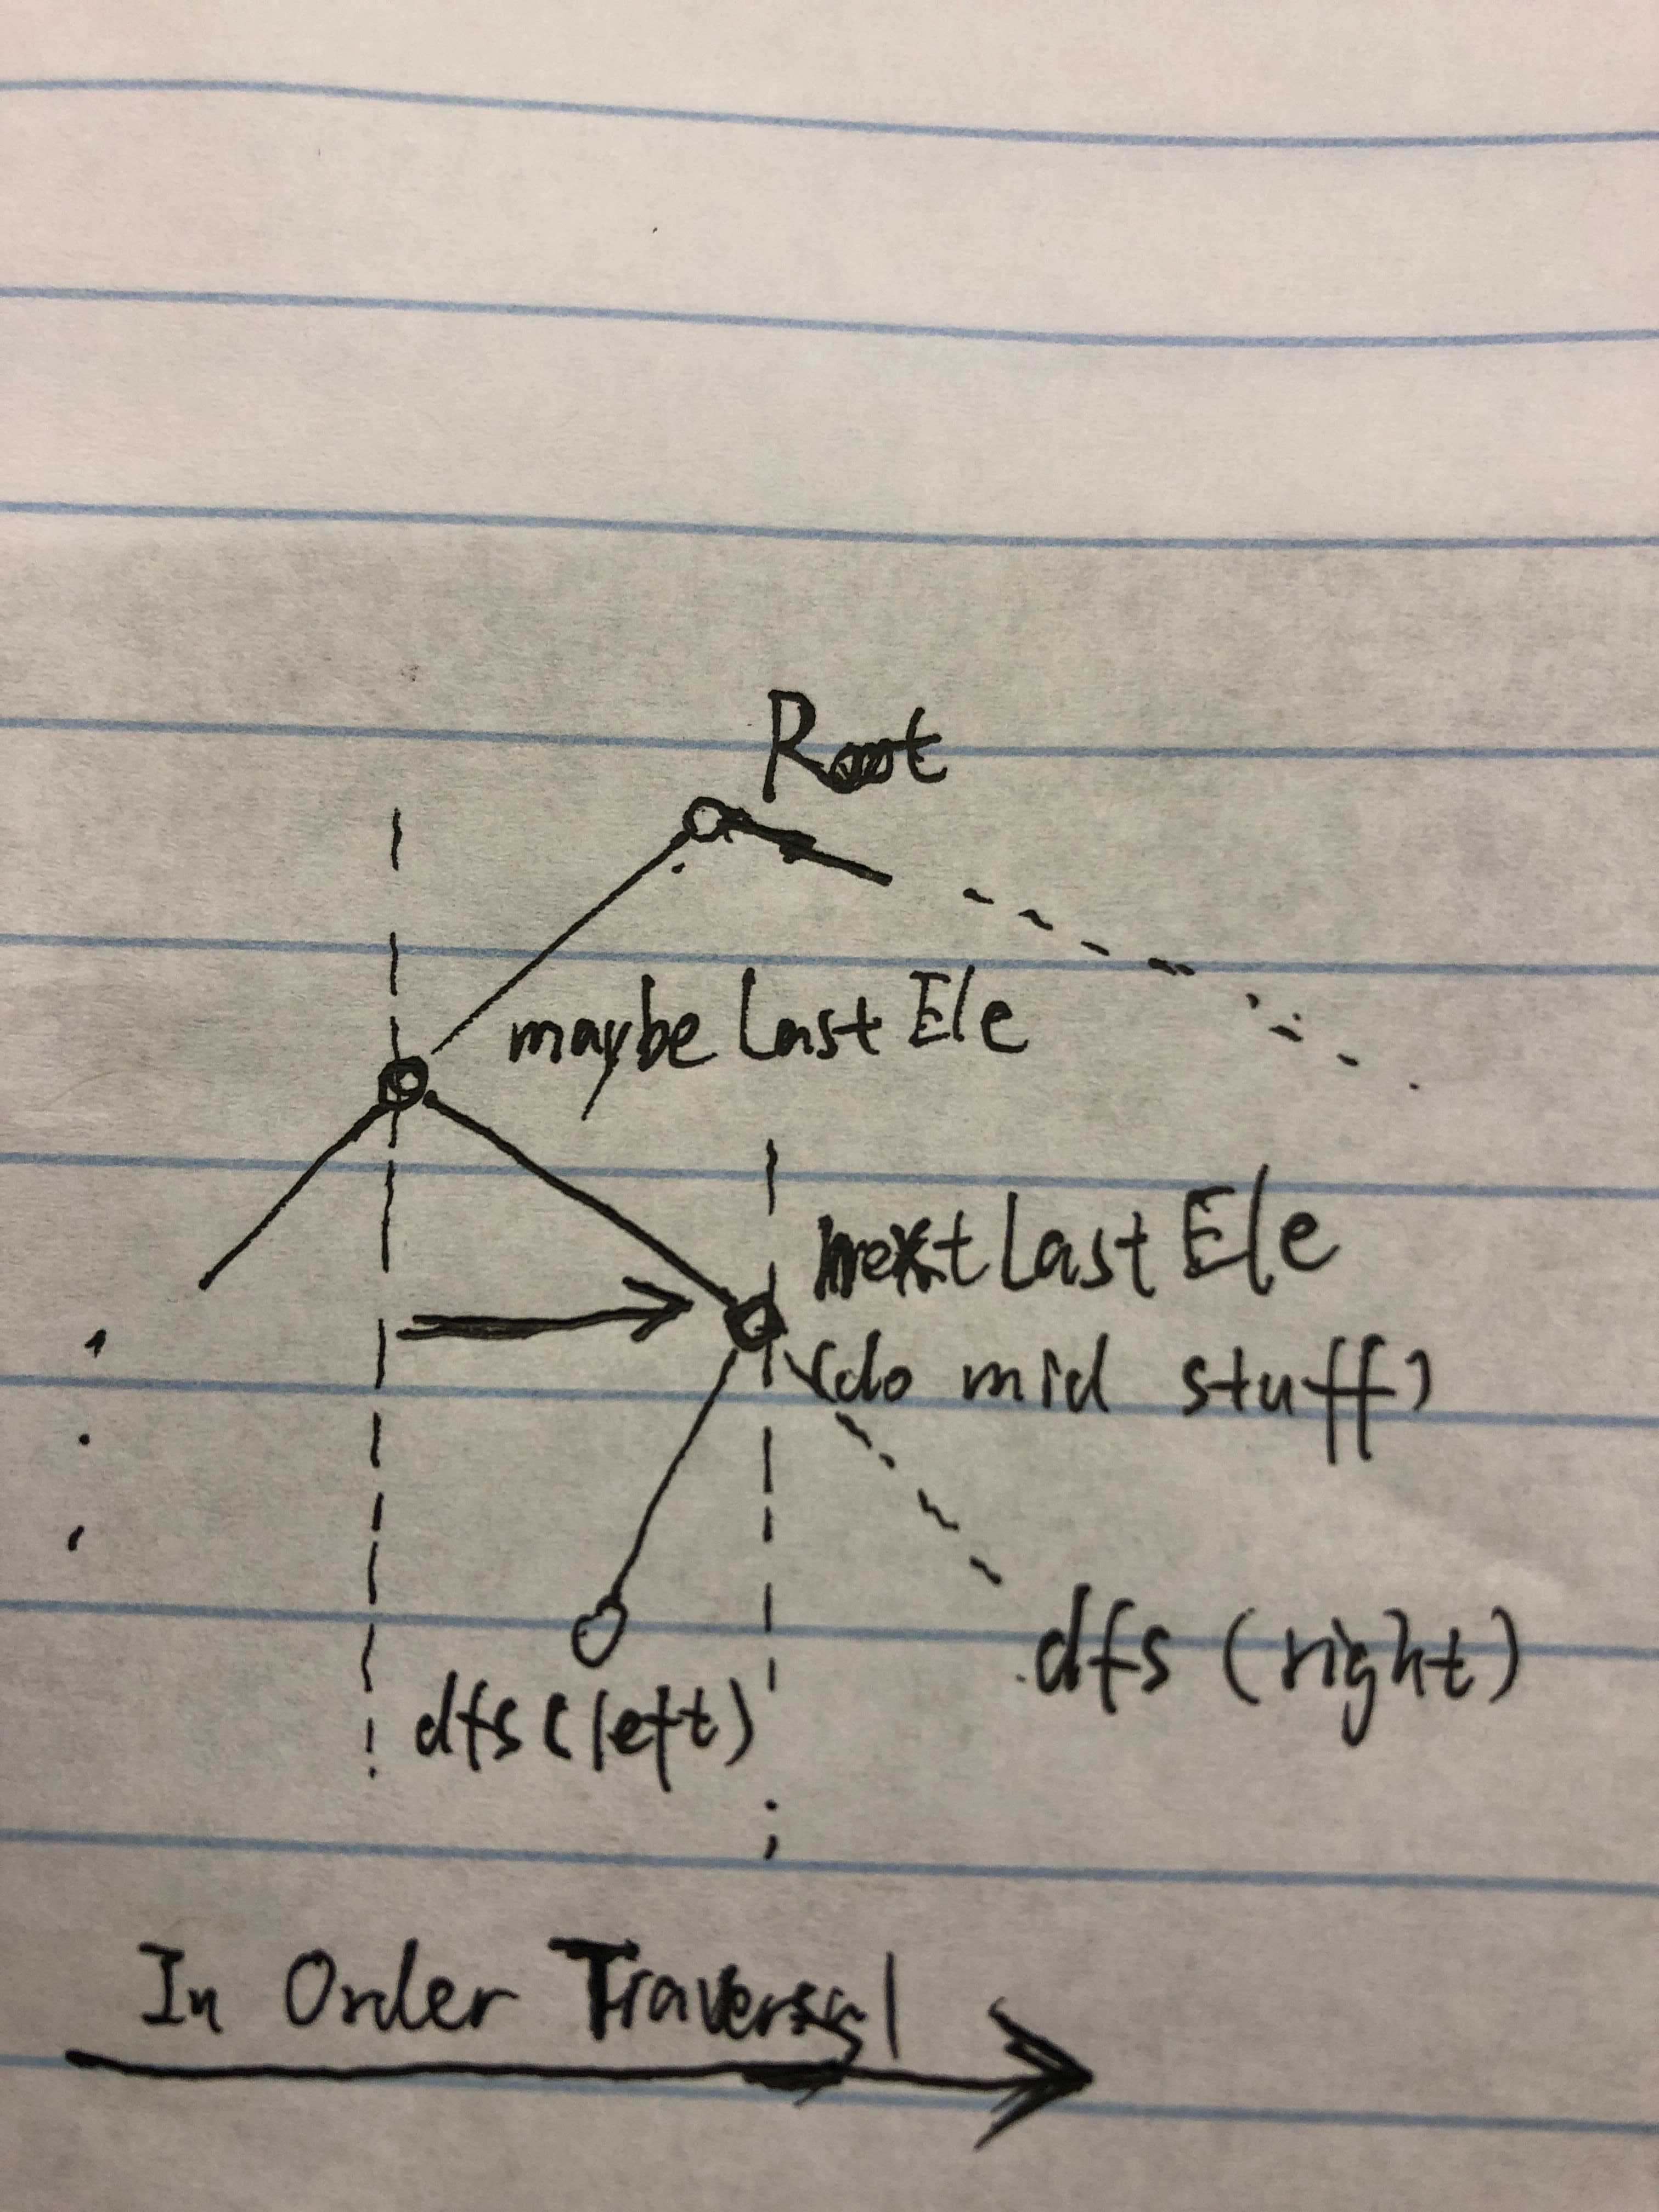 Root
maybe last Ele
next last Ele
(do mid stuff)
dfs (right)
dfs (left)
In Order Traversal